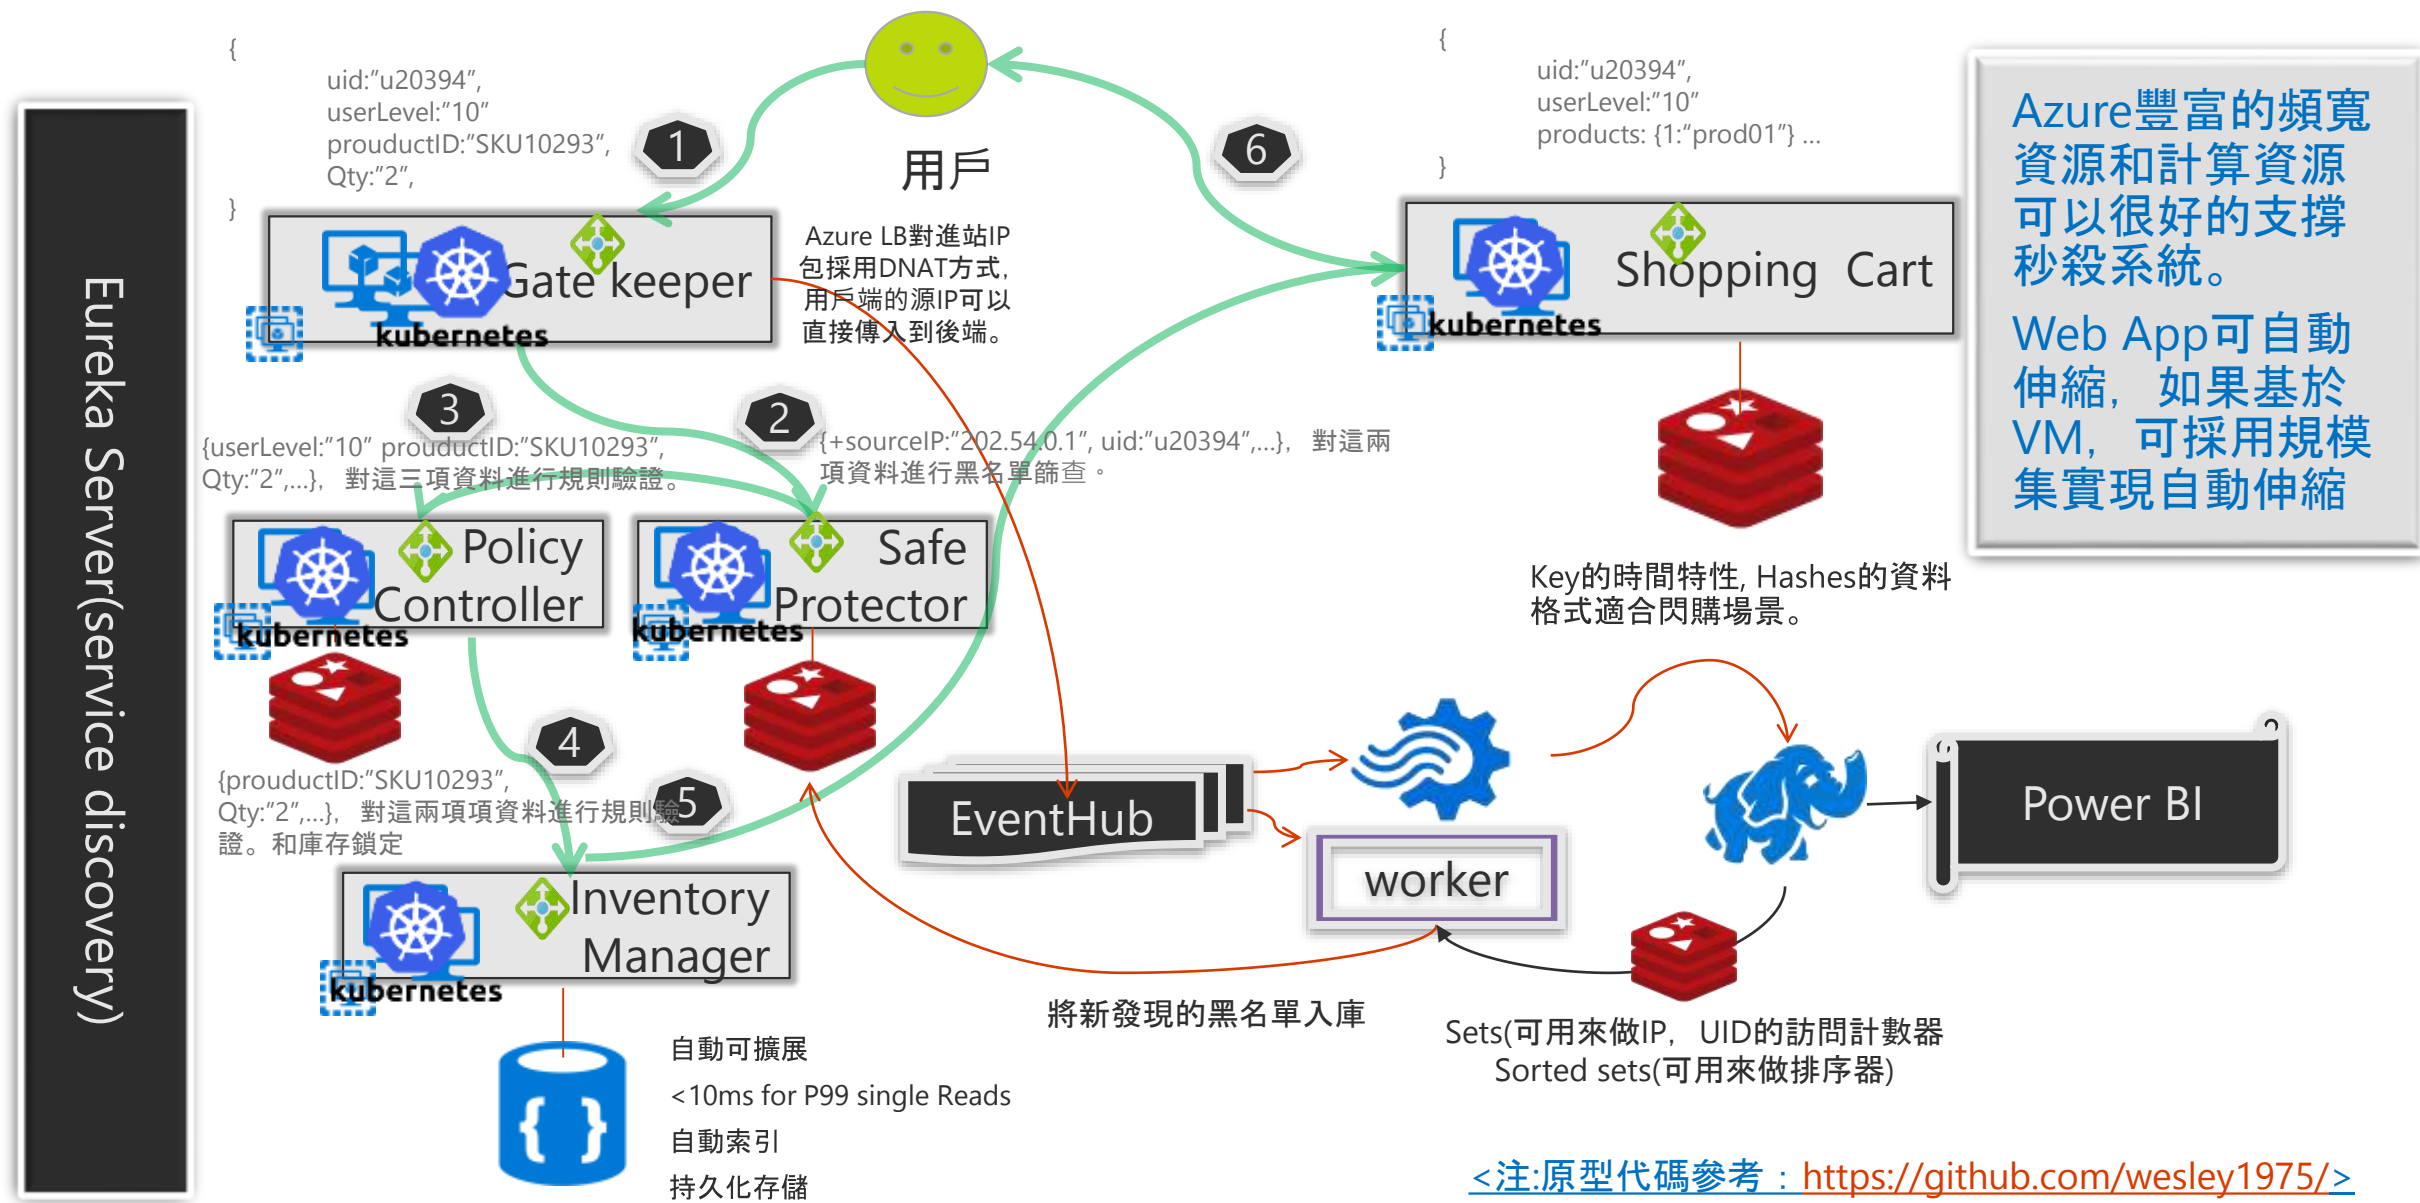 Eureka Server(service discovery)
{
uid:"u20394",
userLevel:"10"
prouductID:"SKU10293",
Qty:"2",
}
1
用戶
6
{
uid:"u20394",
userLevel:"10"
products: {1:"prod01"} ...
}
Azure豐富的頻寬
資源和計算資源
可以很好的支撐
秒殺系統。
Web App可自動
伸縮，如果基於
VM，可採用規模
集實現自動伸縮
Gate keeper
kubernetes
Azure LB對進站IP
包採用DNAT方式，
用戶端的源IP可以
直接傳入到後端。
Shopping Cart
kubernetes
3
2
{userLevel:"10" prouductID:"SKU10293",
Qty:"2",...}，對這三項資料進行規則驗證。
{+sourceIP:"202.54.0.1", uid:"u20394",...}，對這兩
項資料進行黑名單篩查。
Policy
Controller
kubernetes
Safe
Protector
kubernetes
Key的時間特性, Hashes的資料
格式適合閃購場景。
4
{prouductID:"SKU10293",
Qty:"2",...}，對這兩項項資料進行規則驗
證。和庫存鎖定
5
EventHub
worker
Power BI
Inventory
Manager
kubernetes
將新發現的黑名單入庫
Sets(可用來做IP，UID的訪問計數器
Sorted sets(可用來做排序器)
自動可擴展
<10ms for P99 single Reads
自動索引
持久化存儲
{ }
<注:原型代碼參考：https://github.com/wesley1975/>